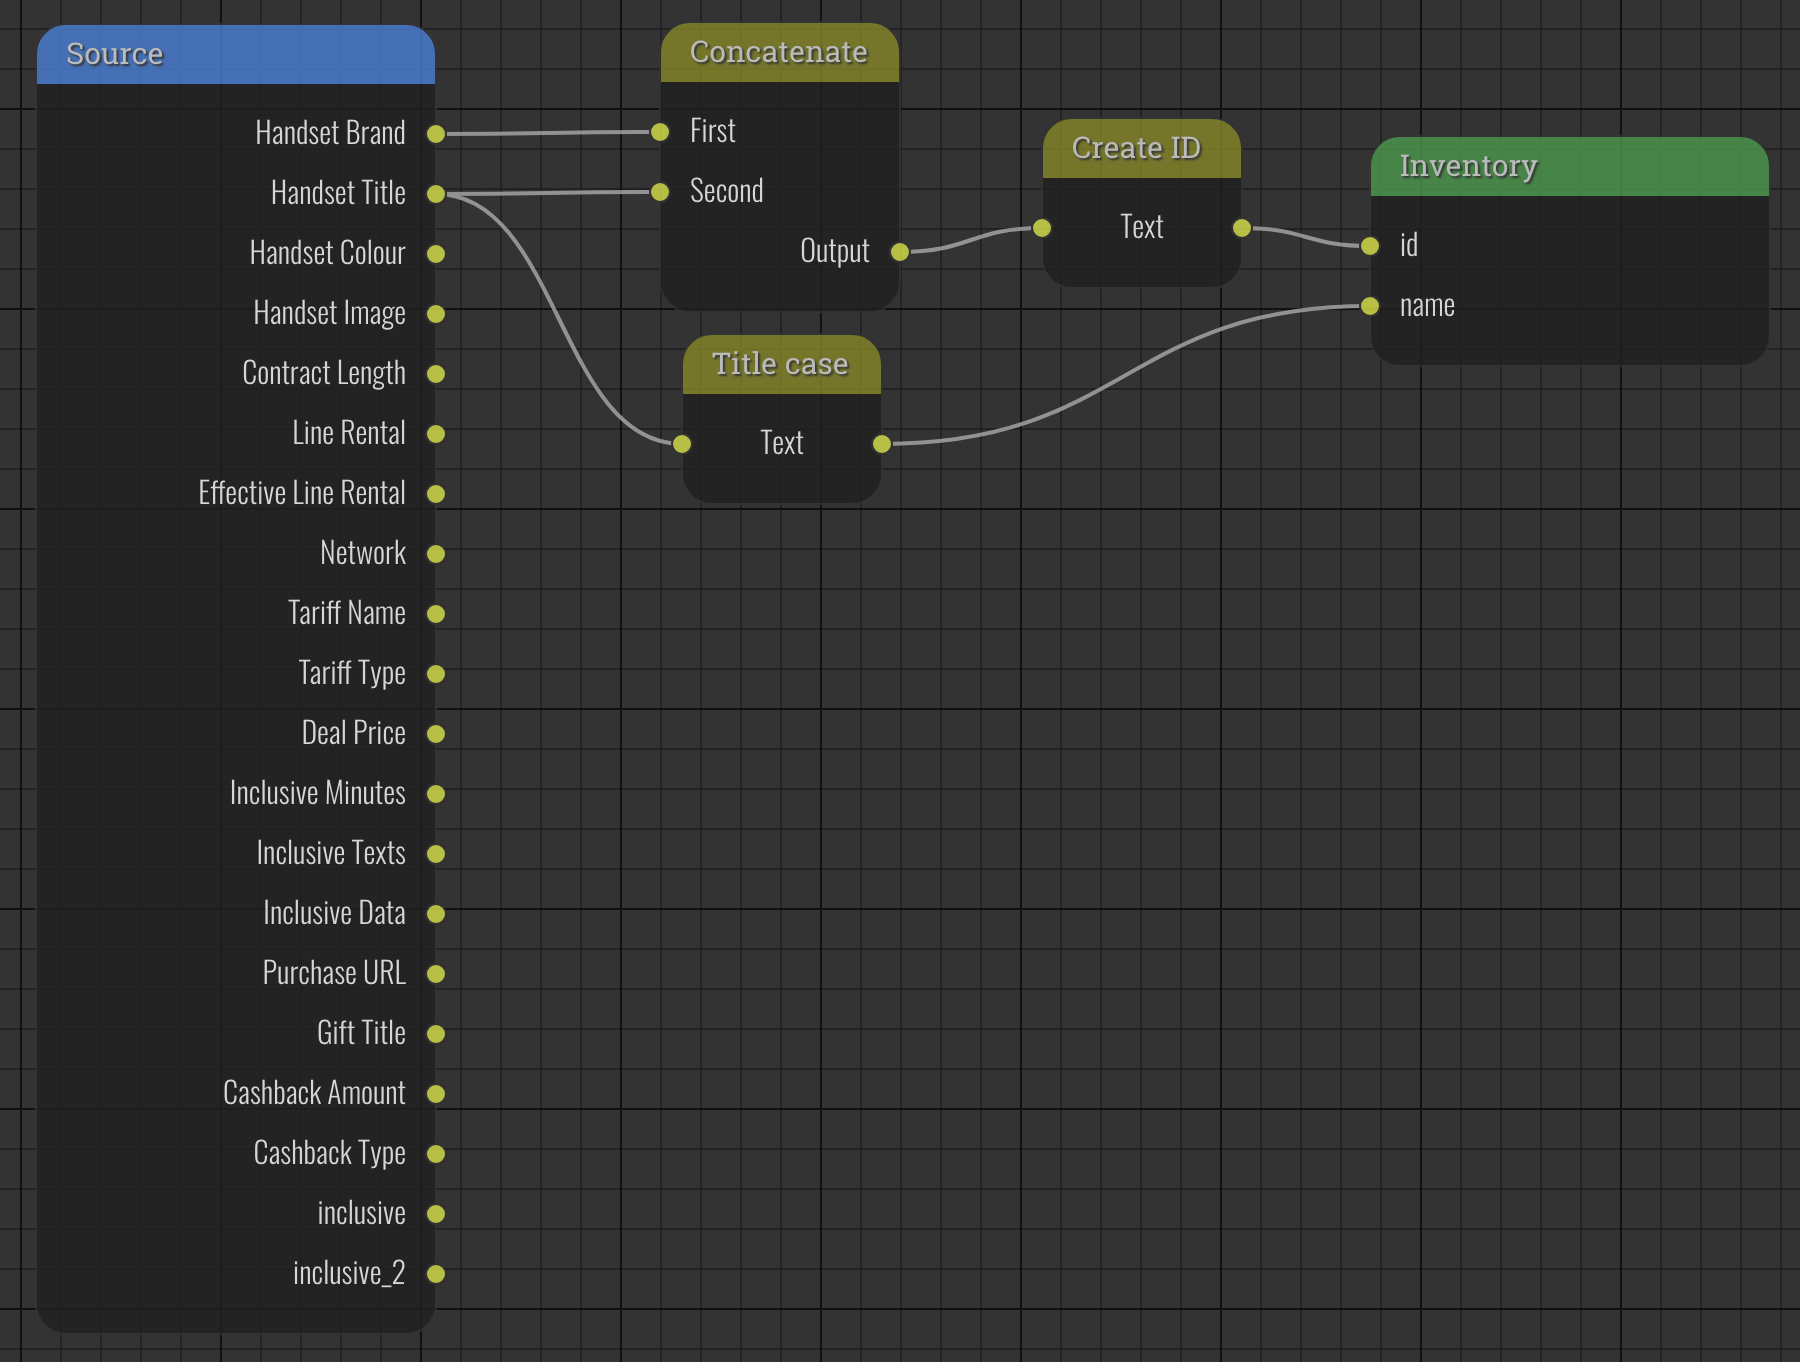 Source
Handset Brand
Handset Title
Handset Colour
Handset Image
Contract Length
Line Rental
Effective Line Rental
Network
Tariff Name
Tariff Type
Deal Price
Inclusive Minutes
Inclusive Texts
Inclusive Data
Purchase URL
Gift Title
Cashback Amount
Cashback Type
inclusive
inclusive_2
Concatenate
First
Second
Output
Title case
Text
Create ID
Text
Inventory
id
name